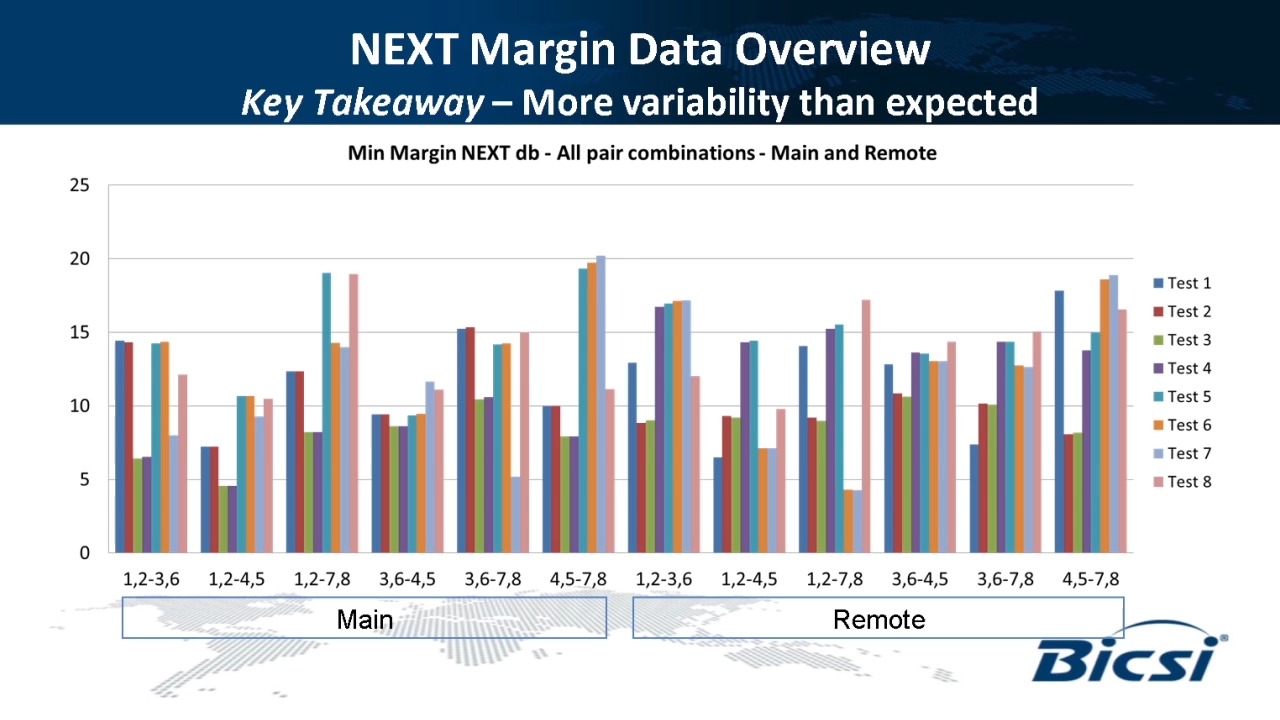 NEXT Margin Data Overview
Key Takeaway – More variability than expected
Min Margin NEXT db - All pair combinations - Main and Remote
25
20
15
10
5
0
Test 1
Test 2
Test 3
Test 4
Test 5
Test 6
Test 7
Test 8
1,2-3,6 1,2-4,5 1,2-7,8 3,6-4,5 3,6-7,8 4,5-7,8 1,2-3,6 1,2-4,5 1,2-7,8 3,6-4,5 3,6-7,8 4,5-7,8
Main Remote
Bicsi®